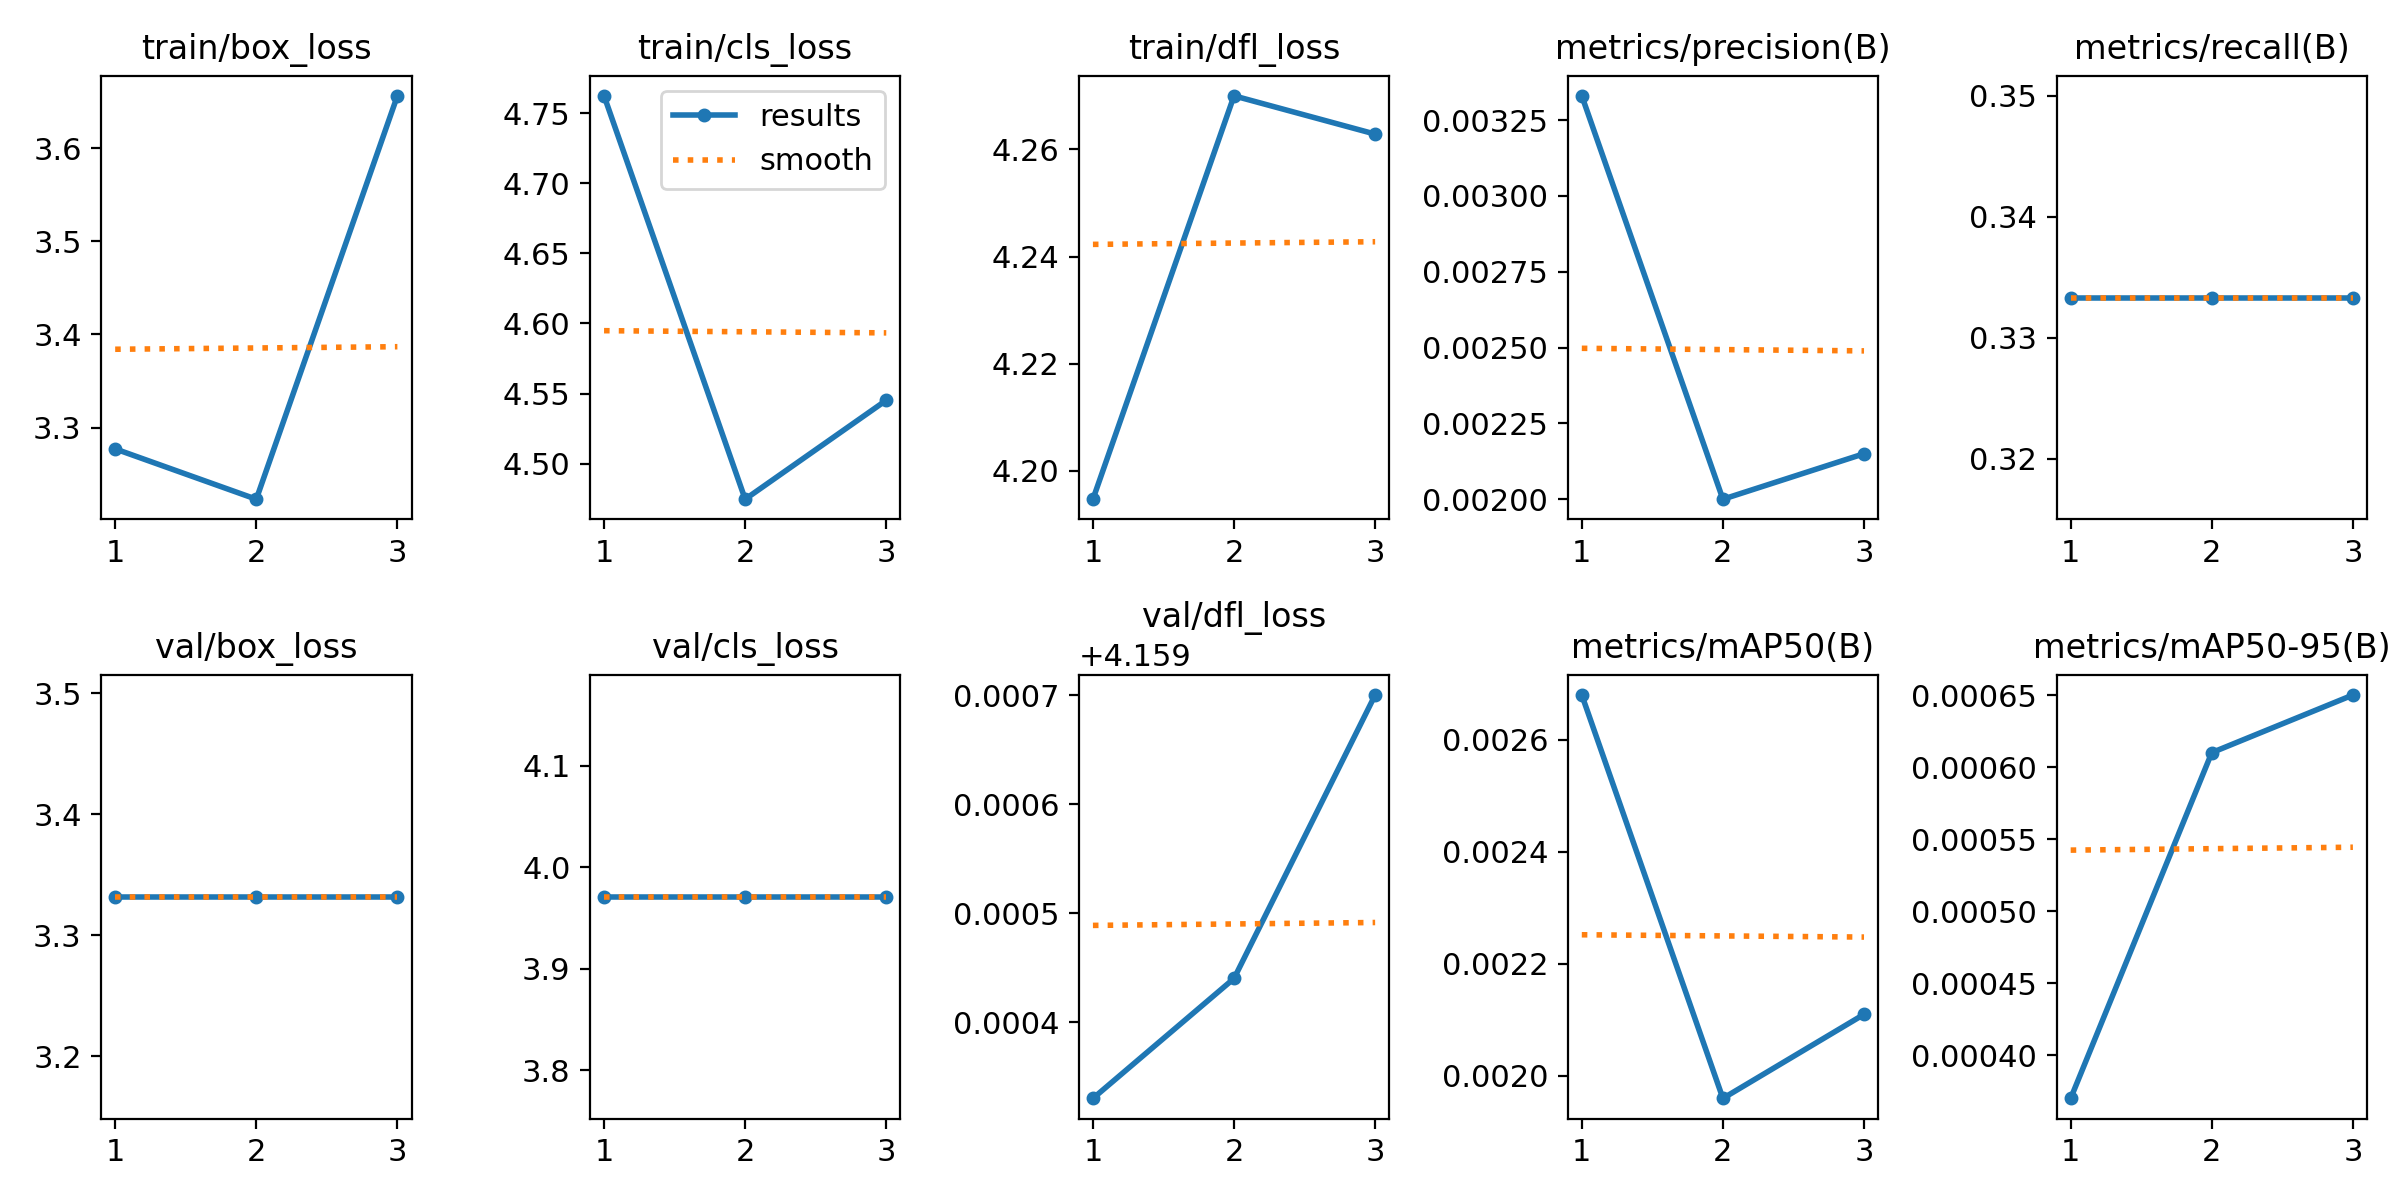 train/box_loss
3.6
3.5
3.4
3.3
1 2 3
train/cls_loss
results
smooth
4.75
4.70
4.65
4.60
4.55
4.50
1 2 3
train/dfl_loss
4.26
4.24
4.22
4.20
1 2 3
metrics/precision(B)
0.00325
0.00300
0.00275
0.00250
0.00225
0.00200
1 2 3
metrics/recall(B)
0.35
0.34
0.33
0.32
1 2 3
val/box_loss
3.5
3.4
3.3
3.2
1 2 3
val/cls_loss
4.1
4.0
3.9
3.8
1 2 3
val/dfl_loss
+4.159
0.0007
0.0006
0.0005
0.0004
1 2 3
metrics/mAP50(B)
0.0026
0.0024
0.0022
0.0020
1 2 3
metrics/mAP50-95(B)
0.00065
0.00060
0.00055
0.00050
0.00045
0.00040
1 2 3